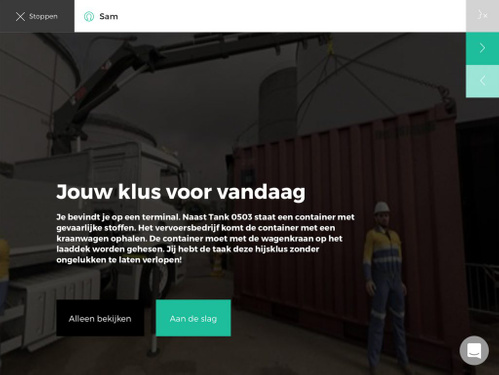 Stoppen
Sam
Jouw klus voor vandaag
Je bevindt je op een terminal. Naast Tank 0503 staat een container met
gevaarlijke stoffen. Het vervoersbedrijf komt de container met een
kraanwagen ophalen. De container moet met de wagenkraan op het
laaddek worden gehesen. Jij hebt de taak deze hijsklus zonder
ongelukken te laten verlopen!
Alleen bekijken
Aan de slag